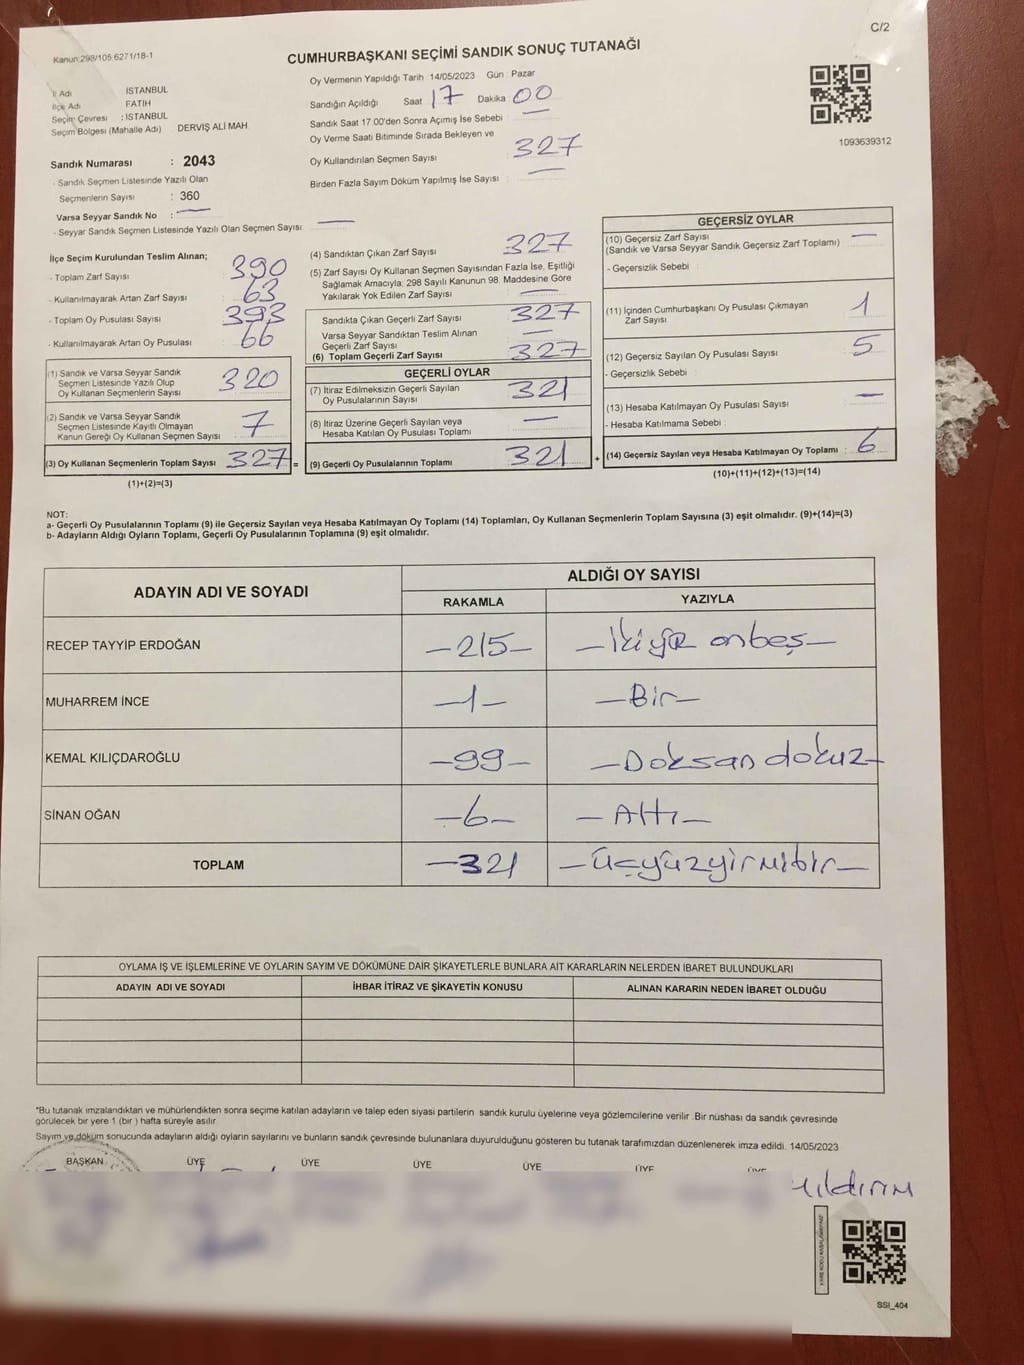 C/2
Kanun:298/105 6271/18-1
CUMHURBAŞKANI SEÇİMİ SANDIK SONUÇ TUTANAĞI
İl Adı İSTANBUL
İlçe Adı FATİH
Seçim Çevresi : İSTANBUL
Seçim Bölgesi (Mahalle Adı) DERVİŞ ALİ MAH.
Sandık Numarası : 2043
- Sandık Seçmen Listesinde Yazılı Olan
Seçmenlerin Sayısı : 360
Varsa Seyyar Sandık No : —
- Seyyar Sandık Seçmen Listesinde Yazılı Olan Seçmen Sayısı: —
Oy Vermenin Yapıldığı Tarih 14/05/2023 Gün : Pazar
Sandığın Açıldığı Saat 17 Dakika 00
Sandık Saat 17.00'den Sonra Açımış İse Sebebi : —
Oy Verme Saati Bitiminde Sırada Bekleyen ve
Oy Kullandırılan Seçmen Sayısı : 327
Birden Fazla Sayım Döküm Yapılmış İse Sayısı : —
1093639312
İlçe Seçim Kurulundan Teslim Alınan;
- Toplam Zarf Sayısı 390
- Kullanılmayarak Artan Zarf Sayısı 63
- Toplam Oy Pusulası Sayısı 393
- Kullanılmayarak Artan Oy Pusulası 66
(1) Sandık ve Varsa Seyyar Sandık
Seçmen Listesinde Yazılı Olup
Oy Kullanan Seçmenlerin Sayısı 320
(2) Sandık ve Varsa Seyyar Sandık
Seçmen Listesinde Kayıtlı Olmayan
Kanun Gereği Oy Kullanan Seçmen Sayısı 7
(3) Oy Kullanan Seçmenlerin Toplam Sayısı 327 =
(1)+(2)=(3)
(4) Sandıktan Çıkan Zarf Sayısı 327
(5) Zarf Sayısı Oy Kullanan Seçmen Sayısından Fazla İse, Eşitliği
Sağlamak Amacıyla; 298 Sayılı Kanunun 98. Maddesine Göre
Yakılarak Yok Edilen Zarf Sayısı —
Sandıkta Çıkan Geçerli Zarf Sayısı 327
Varsa Seyyar Sandıktan Teslim Alınan
Geçerli Zarf Sayısı —
(6) Toplam Geçerli Zarf Sayısı 327
GEÇERLİ OYLAR
(7) İtiraz Edilmeksizin Geçerli Sayılan
Oy Pusulalarının Sayısı 321
(8) İtiraz Üzerine Geçerli Sayılan veya
Hesaba Katılan Oy Pusulası Toplamı —
(9) Geçerli Oy Pusulalarının Toplamı 321 +
GEÇERSİZ OYLAR
(10) Geçersiz Zarf Sayısı —
(Sandık ve Varsa Seyyar Sandık Geçersiz Zarf Toplamı)
- Geçersizlik Sebebi :
(11) İçinden Cumhurbaşkanı Oy Pusulası Çıkmayan 1
Zarf Sayısı
(12) Geçersiz Sayılan Oy Pusulası Sayısı 5
- Geçersizlik Sebebi :
(13) Hesaba Katılmayan Oy Pusulası Sayısı —
- Hesaba Katılmama Sebebi :
(14) Geçersiz Sayılan veya Hesaba Katılmayan Oy Toplamı : 6
(10)+(11)+(12)+(13)=(14)
NOT:
a- Geçerli Oy Pusulalarının Toplamı (9) ile Geçersiz Sayılan veya Hesaba Katılmayan Oy Toplamı (14) Toplamları, Oy Kullanan Seçmenlerin Toplam Sayısına (3) eşit olmalıdır. (9)+(14)=(3)
b- Adayların Aldığı Oyların Toplamı, Geçerli Oy Pusulalarının Toplamına (9) eşit olmalıdır.
ADAYIN ADI VE SOYADI ALDIĞI OY SAYISI
RAKAMLA YAZIYLA
RECEP TAYYİP ERDOĞAN —215— —İkiyüz onbeş—
MUHARREM İNCE —1— —Bir—
KEMAL KILIÇDAROĞLU —99— —Doksan dokuz—
SİNAN OĞAN —6— —Altı—
TOPLAM —321 —üçyüzyirmibir—
OYLAMA İŞ VE İŞLEMLERİNE VE OYLARIN SAYIM VE DÖKÜMÜNE DAİR ŞİKAYETLERLE BUNLARA AİT KARARLARIN NELERDEN İBARET BULUNDUKLARI
ADAYIN ADI VE SOYADI İHBAR İTİRAZ VE ŞİKAYETİN KONUSU ALINAN KARARIN NEDEN İBARET OLDUĞU
*Bu tutanak imzalandıktan ve mühürlendikten sonra seçime katılan adayların ve talep eden siyasi partilerin sandık kurulu üyelerine veya gözlemcilerine verilir .Bir nüshası da sandık çevresinde
görülecek bir yere 1 (bir ) hafta süreyle asılır.
Sayım ve döküm sonucunda adayların aldığı oyların sayılarını ve bunların sandık çevresinde bulunanlara duyurulduğunu gösteren bu tutanak tarafımızdan düzenlenerek imza edildi. 14/05/2023
BAŞKAN ÜYE ÜYE ÜYE ÜYE ÜYE ÜYE
Yıldırım
SSI_404